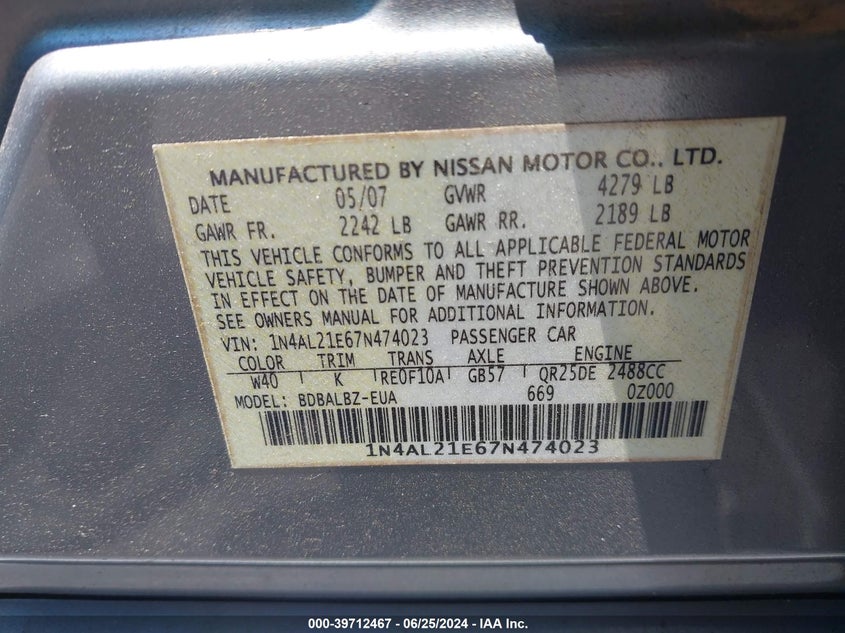 MANUFACTURED BY NISSAN MOTOR CO., LTD.
DATE 05/07 GVWR 4279 LB
GAWR FR. 2242 LB GAWR RR. 2189 LB
THIS VEHICLE CONFORMS TO ALL APPLICABLE FEDERAL MOTOR
VEHICLE SAFETY, BUMPER AND THEFT PREVENTION STANDARDS
IN EFFECT ON THE DATE OF MANUFACTURE SHOWN ABOVE.
SEE OWNERS MANUAL FOR ADDITIONAL INFORMATION.
VIN: 1N4AL21E67N474023 PASSENGER CAR
COLOR TRIM TRANS AXLE ENGINE
W40 K RE0F10A GB57 QR25DE 2488CC
MODEL: BDBALBZ-EUA 669 0Z000
1N4AL21E67N474023
000-39712467 - 06/25/2024 - IAA Inc.